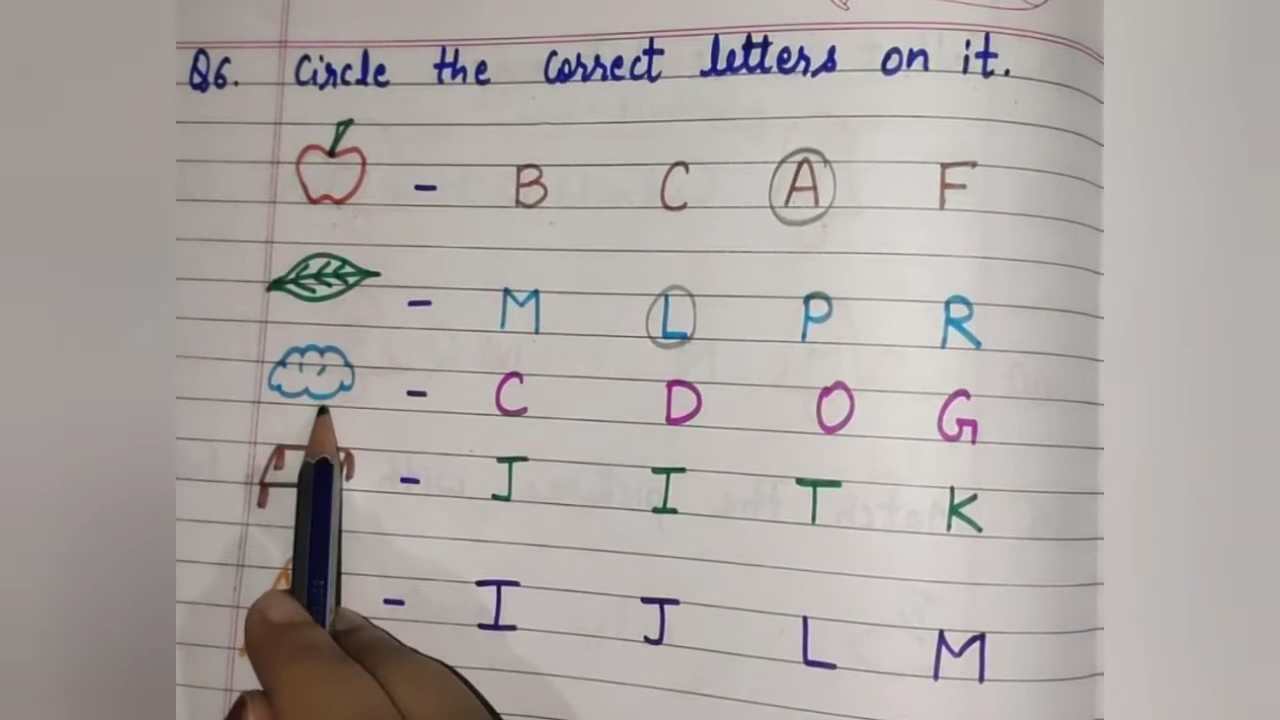 Q6. Circle the correct letters on it.
- B C A F
- M L P R
- C D O G
- J I T K
- I J L M